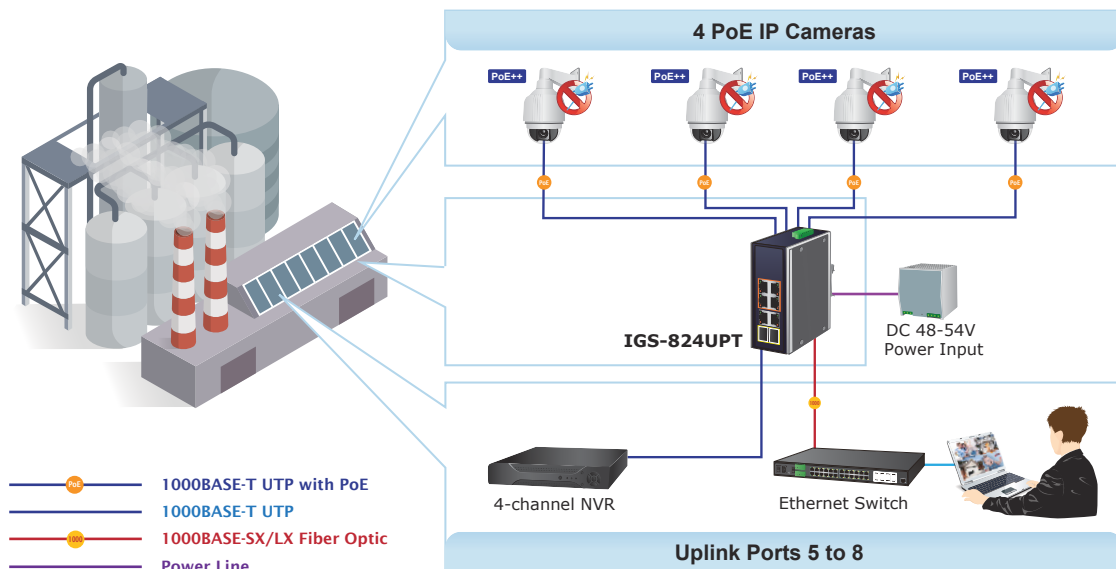 4 PoE IP Cameras
PoE++ PoE++ PoE++ PoE++
PoE PoE PoE PoE
IGS-824UPT
DC 48-54V
Power Input
1000
4-channel NVR
Ethernet Switch
PoE 1000BASE-T UTP with PoE
1000BASE-T UTP
1000 1000BASE-SX/LX Fiber Optic
Power Line
Uplink Ports 5 to 8